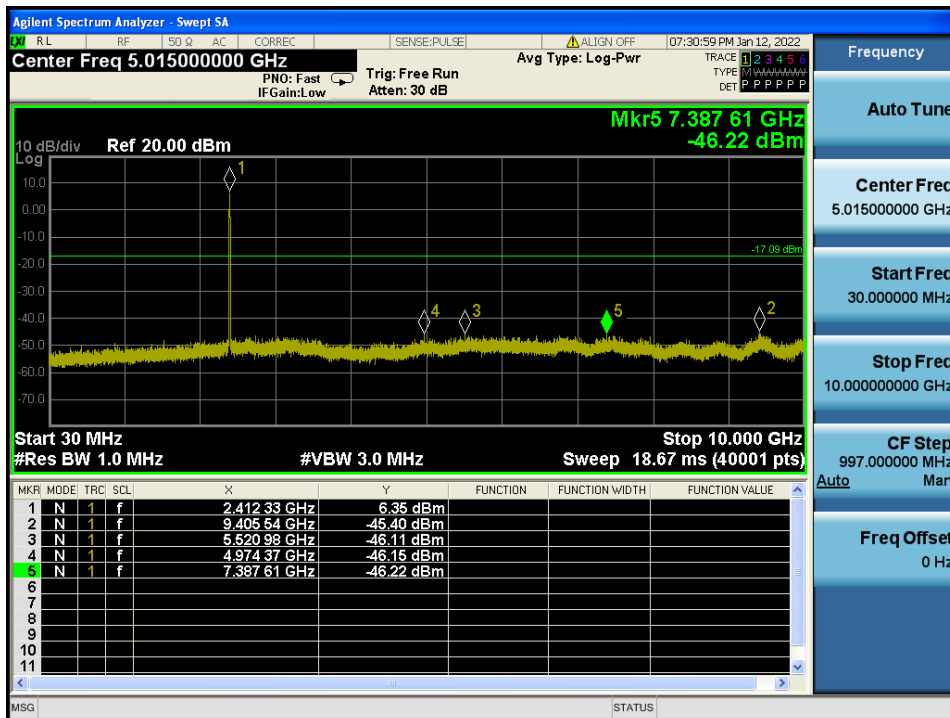 Agilent Spectrum Analyzer - Swept SA
LXI RL RF 50 Ω AC CORREC SENSE:PULSE ALIGN OFF 07:30:59 PM Jan 12, 2022
Center Freq 5.015000000 GHz
PNO: Fast
IFGain:Low
Trig: Free Run
Atten: 30 dB
Avg Type: Log-Pwr
TRACE 1 2 3 4 5 6
TYPE M
DET P P P P P P
Mkr5 7.387 61 GHz
-46.22 dBm
10 dB/div Ref 20.00 dBm
Log
10.0
0.00
-10.0
-20.0
-30.0
-40.0
-50.0
-60.0
-70.0
1
-17.09 dBm
4
3
5
2
Start 30 MHz Stop 10.000 GHz
#Res BW 1.0 MHz #VBW 3.0 MHz Sweep 18.67 ms (40001 pts)
MKR MODE TRC SCL X Y FUNCTION FUNCTION WIDTH FUNCTION VALUE
1 N 1 f 2.412 33 GHz 6.35 dBm
2 N 1 f 9.405 54 GHz -45.40 dBm
3 N 1 f 5.520 98 GHz -46.11 dBm
4 N 1 f 4.974 37 GHz -46.15 dBm
5 N 1 f 7.387 61 GHz -46.22 dBm
6
7
8
9
10
11
MSG STATUS
Frequency
Auto Tune
Center Freq
5.015000000 GHz
Start Freq
30.000000 MHz
Stop Freq
10.000000000 GHz
CF Step
997.000000 MHz
Auto Man
Freq Offset
0 Hz